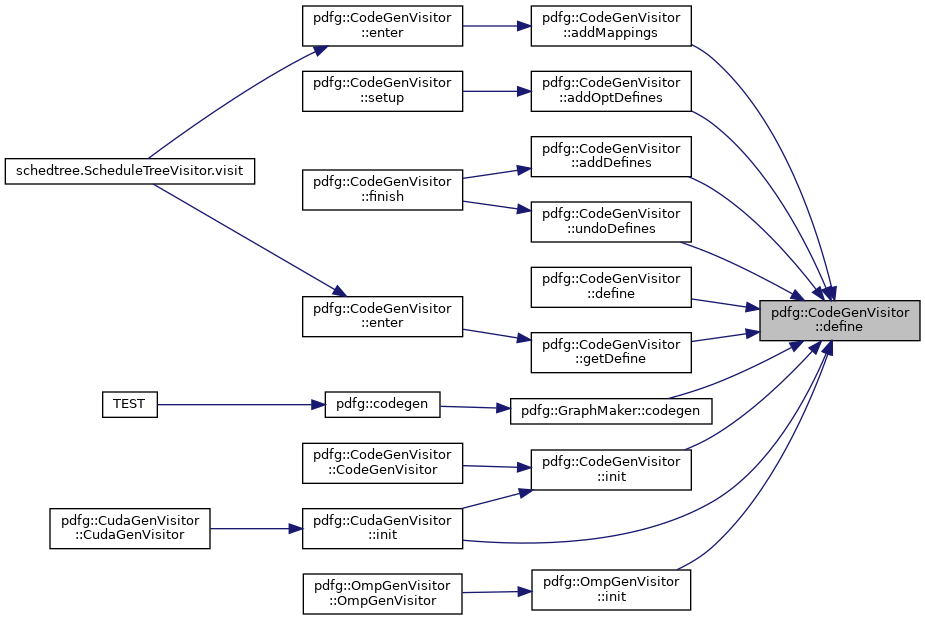 pdfg::CodeGenVisitor
::enter
pdfg::CodeGenVisitor
::addMappings
pdfg::CodeGenVisitor
::setup
pdfg::CodeGenVisitor
::addOptDefines
schedtree.ScheduleTreeVisitor.visit
pdfg::CodeGenVisitor
::finish
pdfg::CodeGenVisitor
::addDefines
pdfg::CodeGenVisitor
::undoDefines
pdfg::CodeGenVisitor
::define
pdfg::CodeGenVisitor
::enter
pdfg::CodeGenVisitor
::getDefine
pdfg::CodeGenVisitor
::define
TEST
pdfg::codegen
pdfg::GraphMaker::codegen
pdfg::CodeGenVisitor
::CodeGenVisitor
pdfg::CodeGenVisitor
::init
pdfg::CudaGenVisitor
::CudaGenVisitor
pdfg::CudaGenVisitor
::init
pdfg::OmpGenVisitor
::OmpGenVisitor
pdfg::OmpGenVisitor
::init